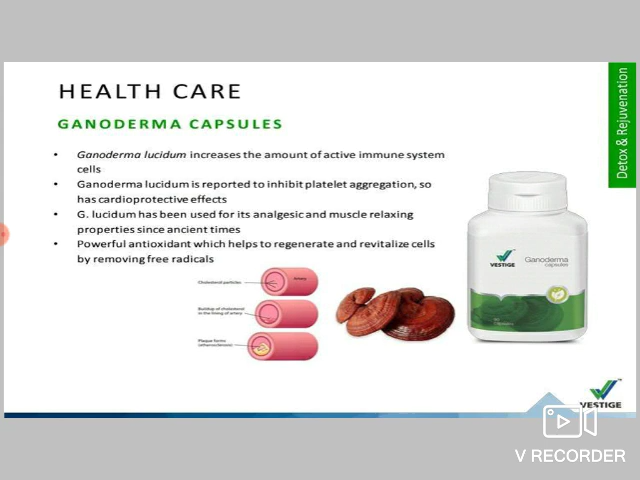 HEALTH CARE
Detox & Rejuvenation
GANODERMA CAPSULES
• Ganoderma lucidum increases the amount of active immune system
cells
• Ganoderma lucidum is reported to inhibit platelet aggregation, so
has cardioprotective effects
• G. lucidum has been used for its analgesic and muscle relaxing
properties since ancient times
• Powerful antioxidant which helps to regenerate and revitalize cells
by removing free radicals
Cholesterol particles
Artery
Buildup of cholesterol
in the lining of artery
Plaque forms
(atherosclerosis)
VESTIGE
Ganoderma
capsules
VESTIGE
V RECORDER